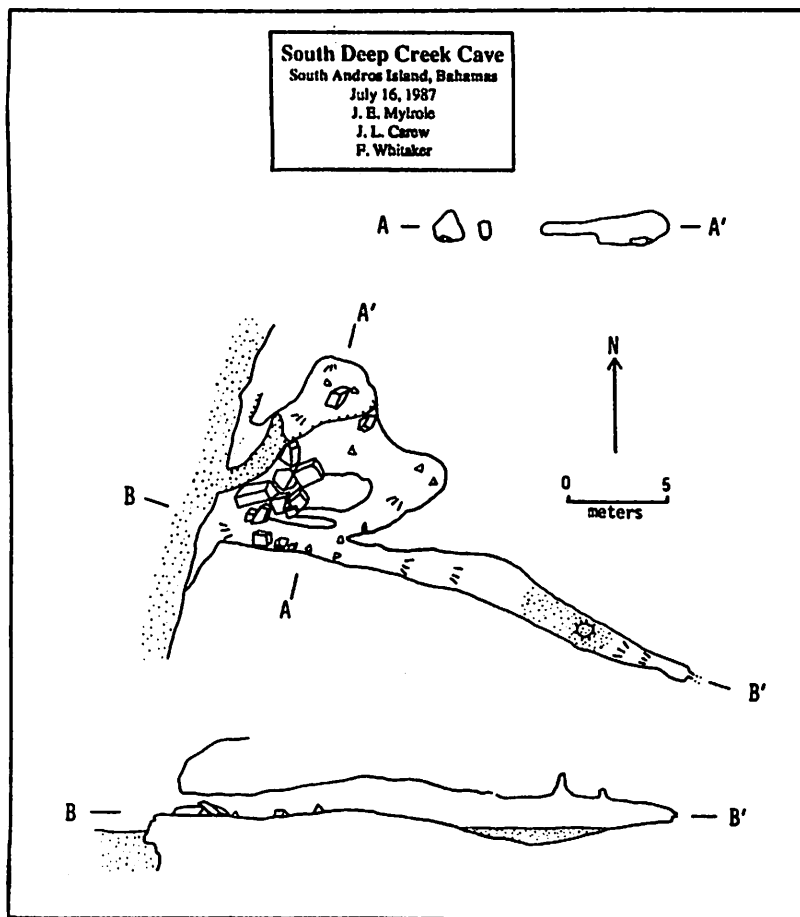 South Deep Creek Cave
South Andros Island, Bahamas
July 16, 1987
J. E. Mylroie
J. L. Carew
F. Whitaker
A A'
A'
N
B
0 5
meters
A
B'
B B'